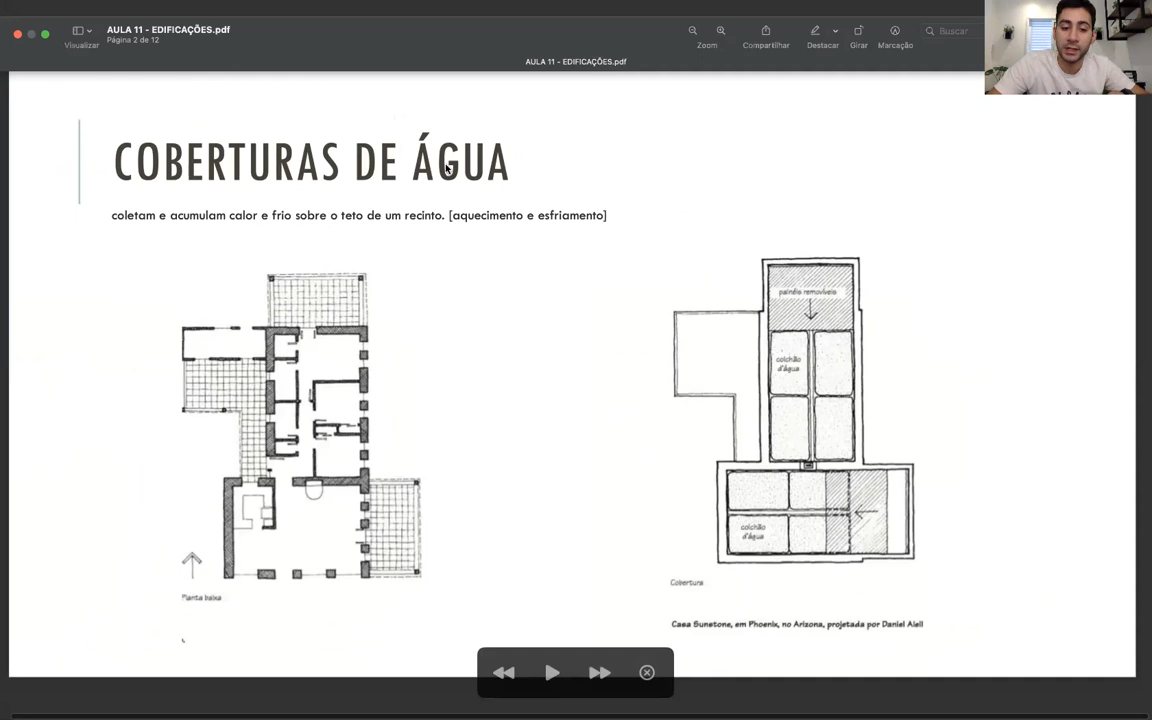 AULA 11 - EDIFICAÇÕES.pdf
Página 2 de 12
Visualizar
Zoom
Compartilhar
Destacar
Girar
Marcação
Buscar
AULA 11 - EDIFICAÇÕES.pdf
COBERTURAS DE ÁGUA
coletam e acumulam calor e frio sobre o teto de um recinto. [aquecimento e esfriamento]
painéis removíveis
colchão
d'água
colchão
d'água
Planta baixa
Cobertura
Casa Sunstone, em Phoenix, no Arizona, projetada por Daniel Aiell